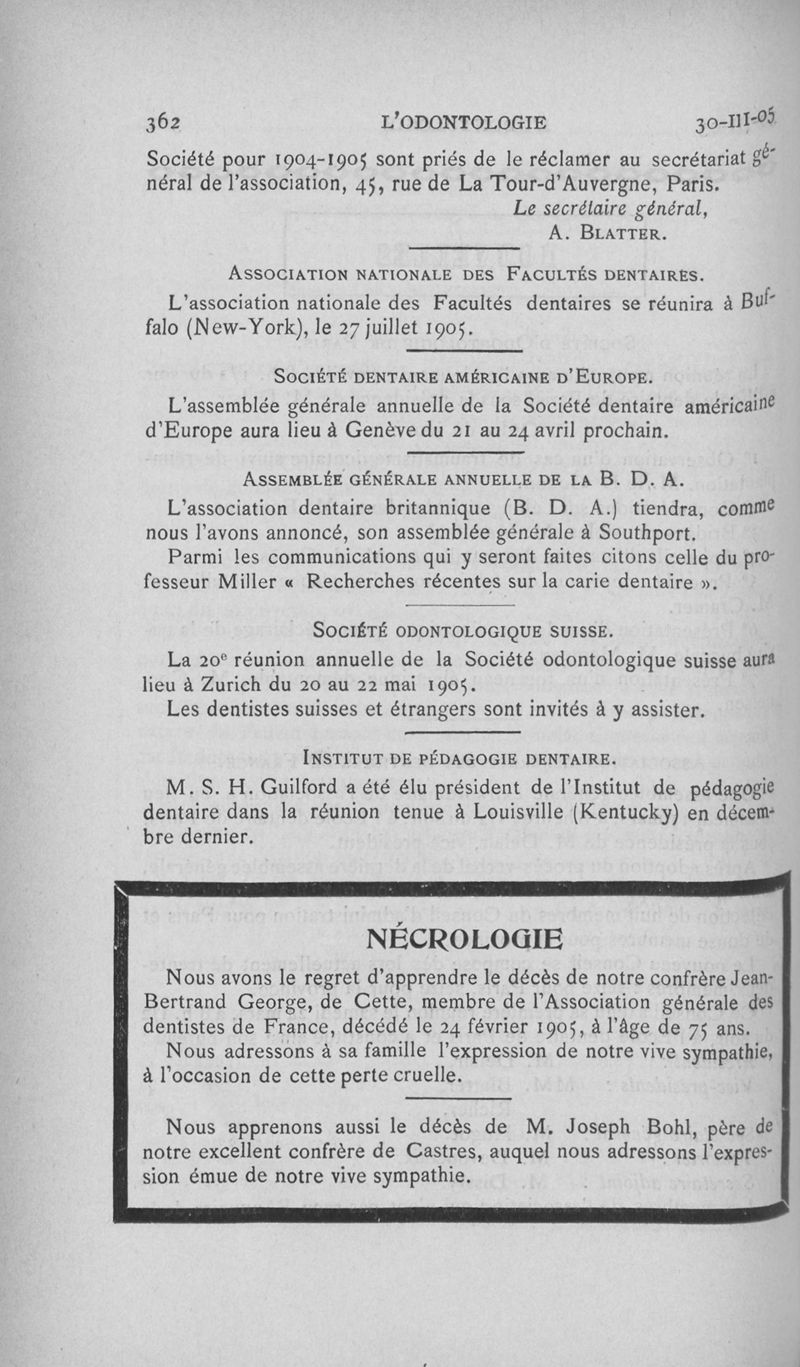 362 L'ODONTOLOGIE 30-III-05
Société pour 1904-1905 sont priés de le réclamer au secrétariat gé-
néral de l'association, 45, rue de La Tour-d'Auvergne, Paris.
Le secrétaire général,
A. BLATTER.
ASSOCIATION NATIONALE DES FACULTÉS DENTAIRES.
L'association nationale des Facultés dentaires se réunira à Buf-
falo (New-York), le 27 juillet 1905.
SOCIÉTÉ DENTAIRE AMÉRICAINE D'EUROPE.
L'assemblée générale annuelle de la Société dentaire américaine
d'Europe aura lieu à Genève du 21 au 24 avril prochain.
ASSEMBLÉE GÉNÉRALE ANNUELLE DE LA B. D. A.
L'association dentaire britannique (B. D. A.) tiendra, comme
nous l'avons annoncé, son assemblée générale à Southport.
Parmi les communications qui y seront faites citons celle du pro-
fesseur Miller « Recherches récentes sur la carie dentaire ».
SOCIÉTÉ ODONTOLOGIQUE SUISSE.
La 20e réunion annuelle de la Société odontologique suisse aura
lieu à Zurich du 20 au 22 mai 1905.
Les dentistes suisses et étrangers sont invités à y assister.
INSTITUT DE PÉDAGOGIE DENTAIRE.
M. S. H. Guilford a été élu président de l'Institut de pédagogie
dentaire dans la réunion tenue à Louisville (Kentucky) en décem-
bre dernier.
NÉCROLOGIE
Nous avons le regret d'apprendre le décès de notre confrère Jean-
Bertrand George, de Cette, membre de l'Association générale des
dentistes de France, décédé le 24 février 1905, à l'âge de 75 ans.
Nous adressons à sa famille l'expression de notre vive sympathie,
à l'occasion de cette perte cruelle.
Nous apprenons aussi le décès de M. Joseph Bohl, père de
notre excellent confrère de Castres, auquel nous adressons l'expres-
sion émue de notre vive sympathie.